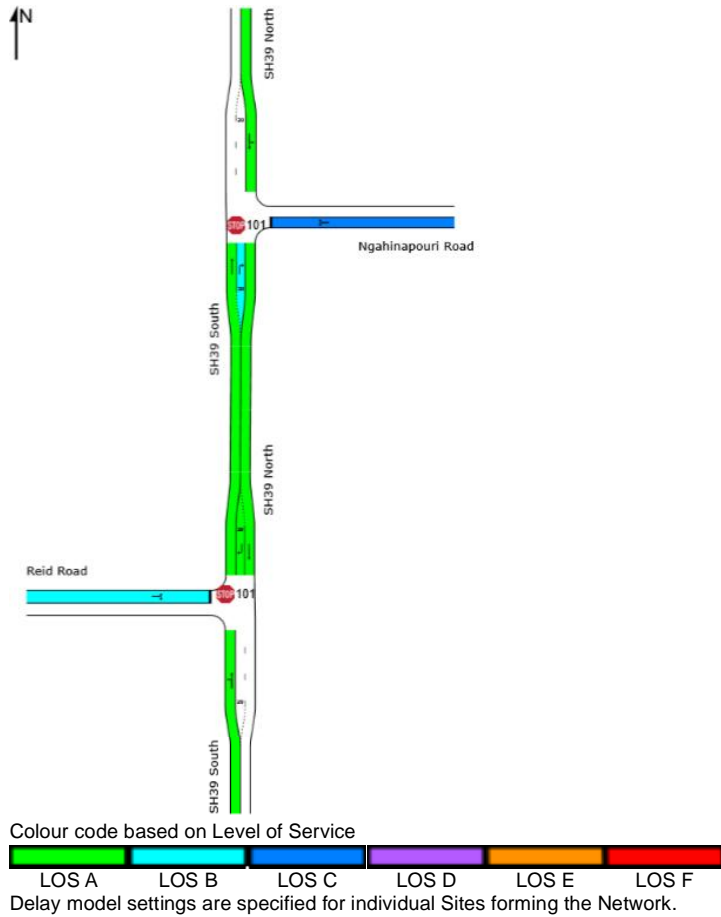 N
SH39 North
STOP 101
Ngahinapouri Road
SH39 South
SH39 North
Reid Road
STOP 101
SH39 South
Colour code based on Level of Service
LOS A LOS B LOS C LOS D LOS E LOS F
Delay model settings are specified for individual Sites forming the Network.